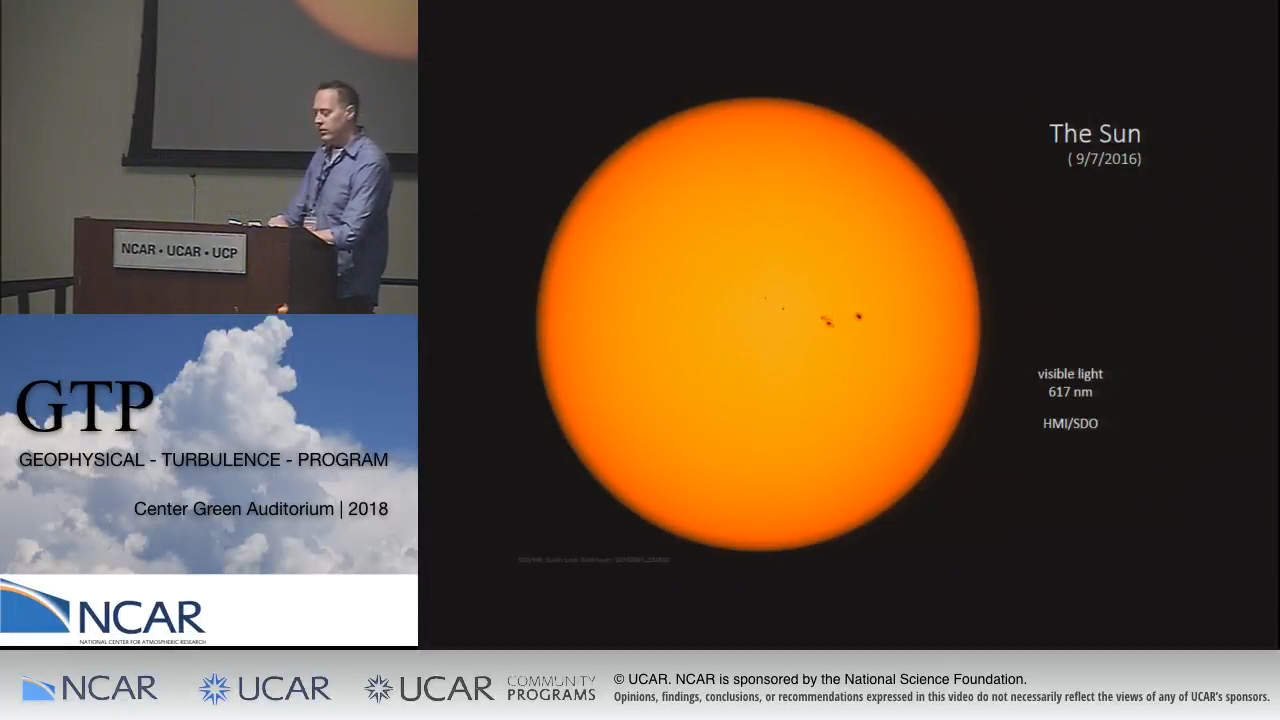 NCAR • UCAR • UCP
GTP
GEOPHYSICAL - TURBULENCE - PROGRAM
Center Green Auditorium | 2018
NCAR
NATIONAL CENTER FOR ATMOSPHERIC RESEARCH
The Sun
( 9/7/2016)
visible light
617 nm
HMI/SDO
NCAR
UCAR
UCAR
COMMUNITY
PROGRAMS
© UCAR. NCAR is sponsored by the National Science Foundation.
Opinions, findings, conclusions, or recommendations expressed in this video do not necessarily reflect the views of any of UCAR's sponsors.